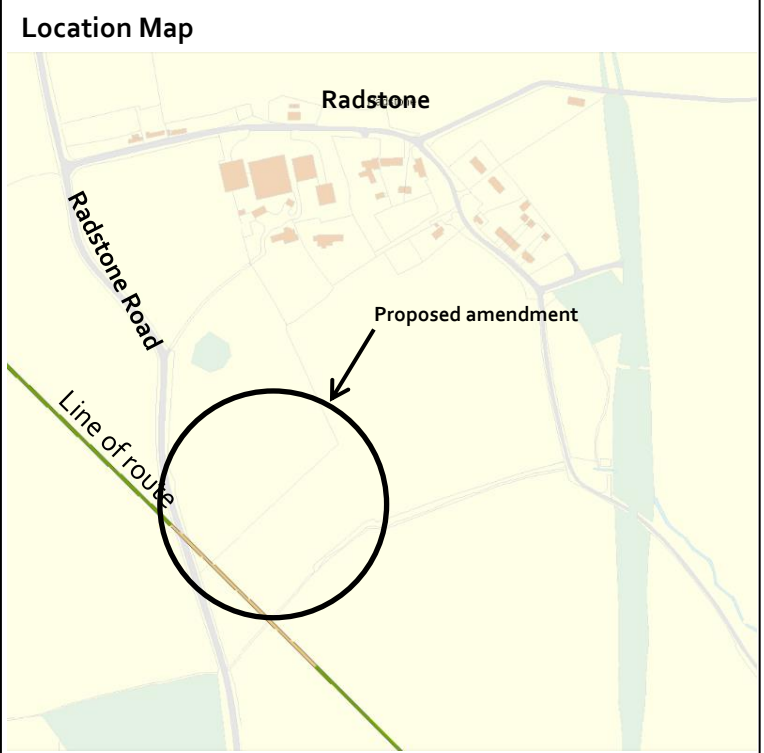 Location Map
Radstone
Radstone Road
Proposed amendment
Line of route